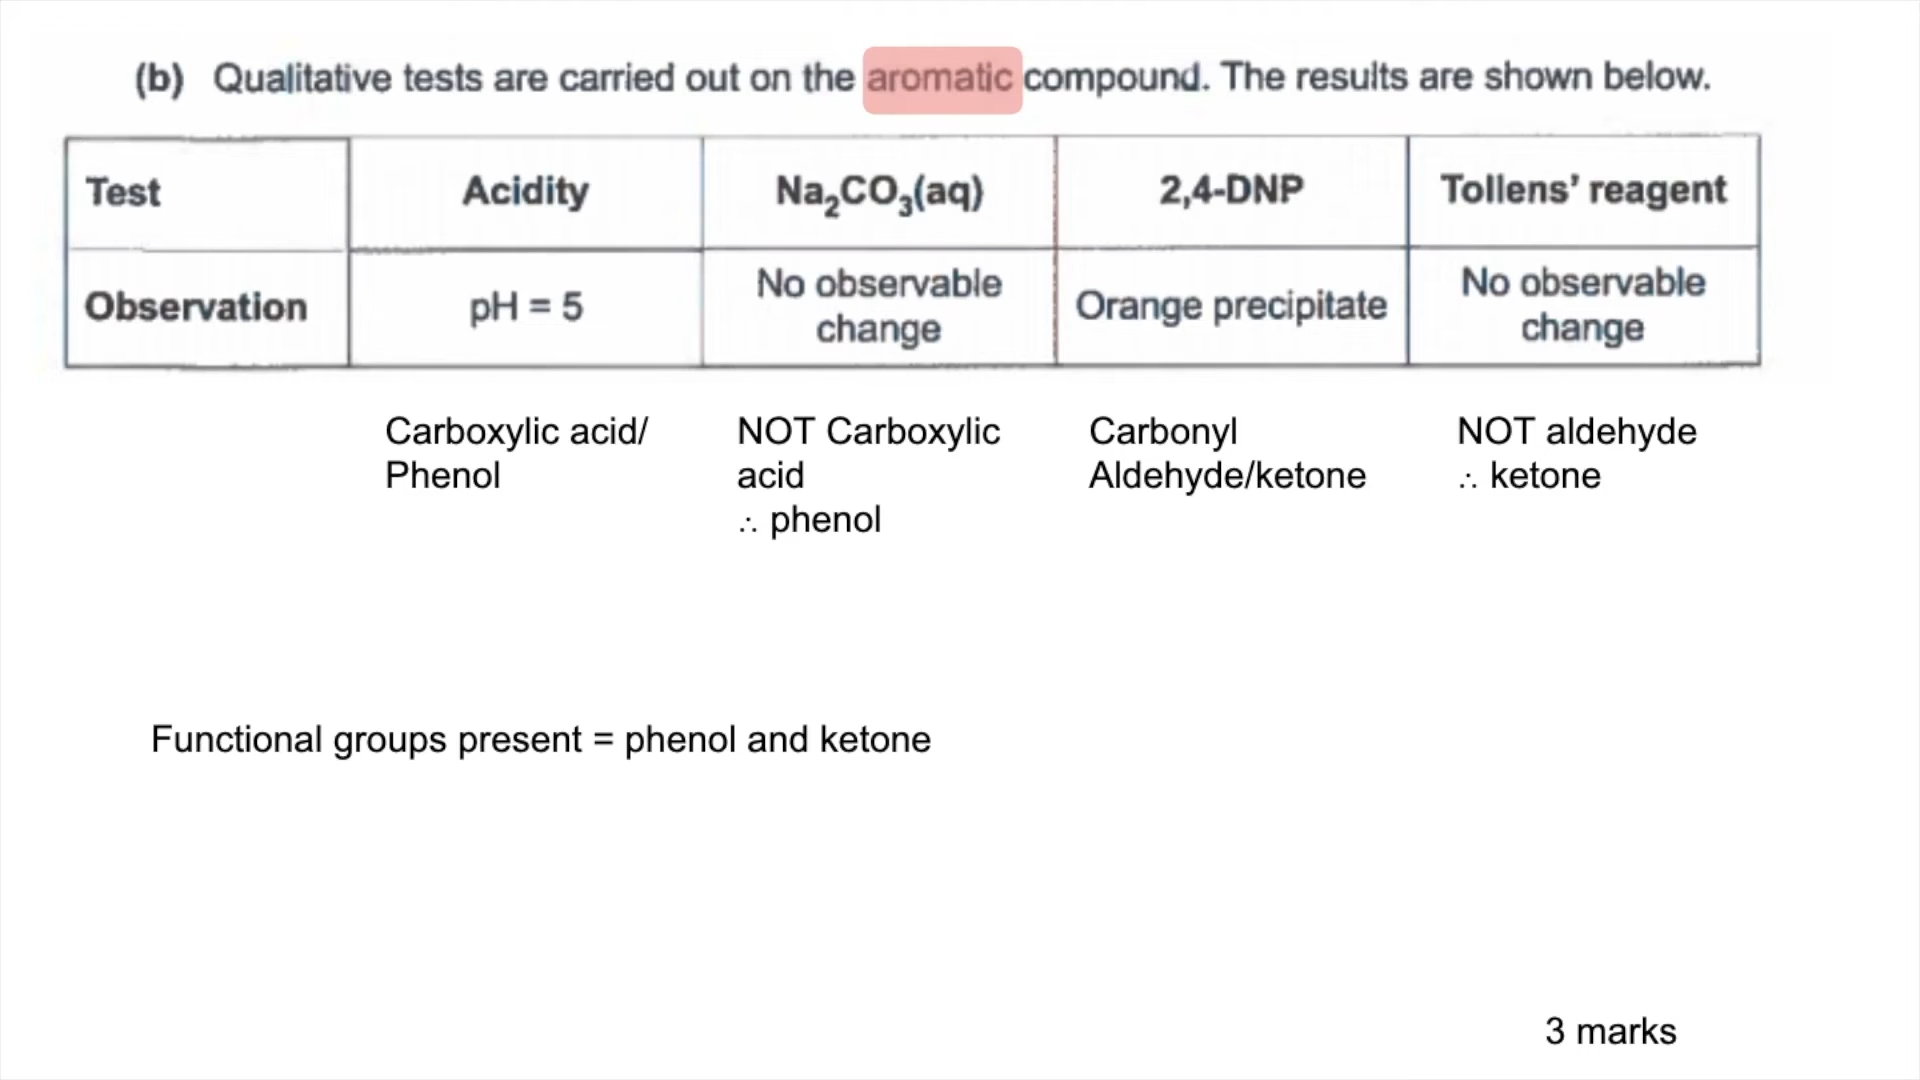 (b) Qualitative tests are carried out on the aromatic compound. The results are shown below.
Test Acidity Na₂CO₃(aq) 2,4-DNP Tollens’ reagent
Observation pH = 5 No observable change Orange precipitate No observable change
Carboxylic acid/
Phenol
NOT Carboxylic
acid
∴ phenol
Carbonyl
Aldehyde/ketone
NOT aldehyde
∴ ketone
Functional groups present = phenol and ketone
3 marks